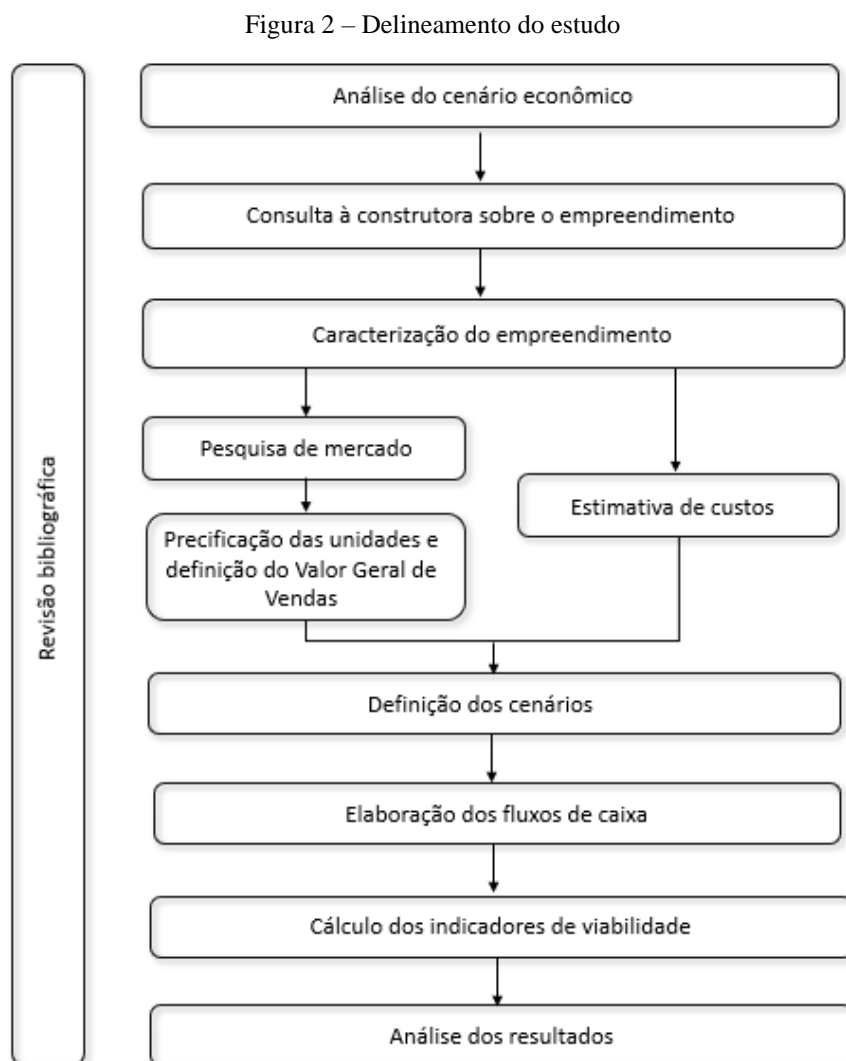 Figura 2 – Delineamento do estudo
Revisão bibliográfica
Análise do cenário econômico
Consulta à construtora sobre o empreendimento
Caracterização do empreendimento
Pesquisa de mercado
Estimativa de custos
Precificação das unidades e
definição do Valor Geral de
Vendas
Definição dos cenários
Elaboração dos fluxos de caixa
Cálculo dos indicadores de viabilidade
Análise dos resultados